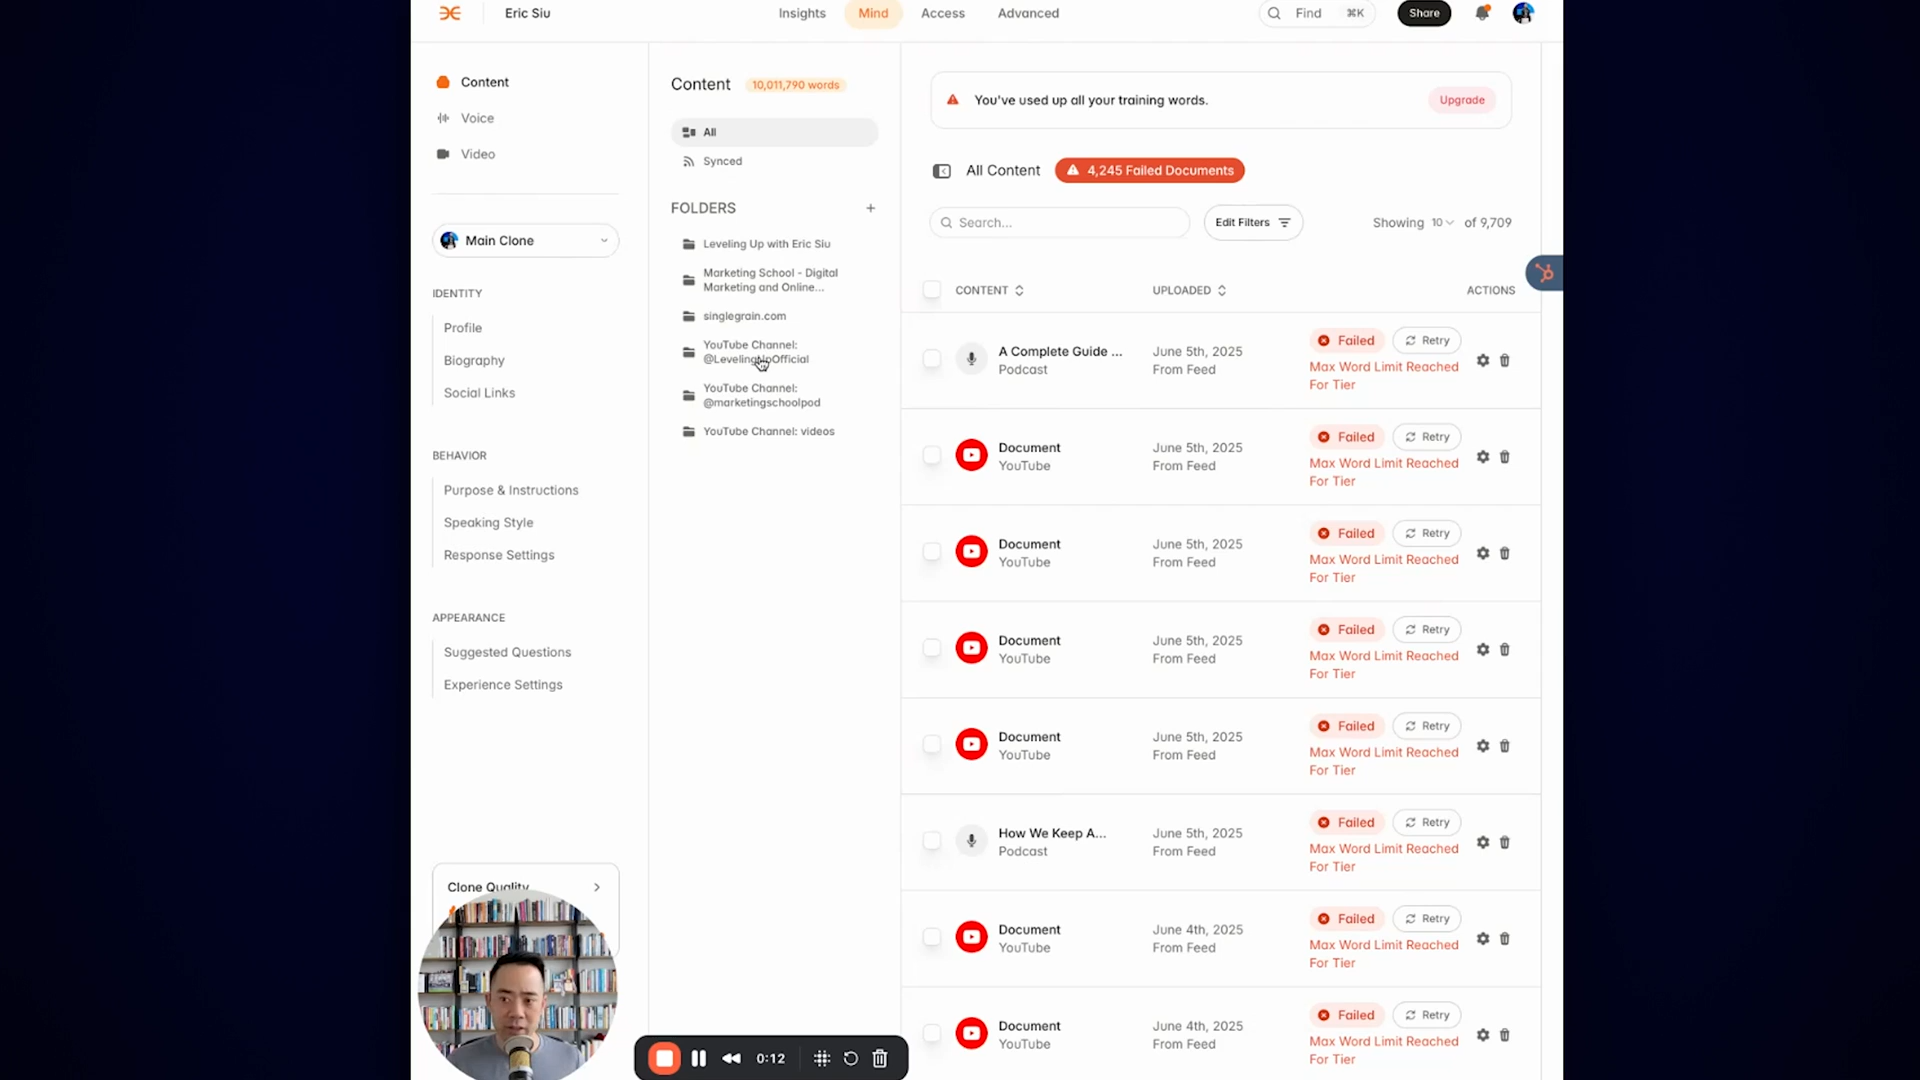 Eric Siu
Insights
Mind
Access
Advanced
Find
⌘K
Share
Content
Voice
Video
Main Clone
IDENTITY
Profile
Biography
Social Links
BEHAVIOR
Purpose & Instructions
Speaking Style
Response Settings
APPEARANCE
Suggested Questions
Experience Settings
Clone Quality
Content
10,011,790 words
All
Synced
FOLDERS
Leveling Up with Eric Siu
Marketing School - Digital
Marketing and Online...
singlegrain.com
YouTube Channel:
@LevelingUpOfficial
YouTube Channel:
@marketingschoolpod
YouTube Channel: videos
You've used up all your training words.
Upgrade
All Content
4,245 Failed Documents
Search...
Edit Filters
Showing 10 of 9,709
CONTENT
UPLOADED
ACTIONS
A Complete Guide ...
Podcast
June 5th, 2025
From Feed
Failed
Retry
Max Word Limit Reached
For Tier
Document
YouTube
June 5th, 2025
From Feed
Failed
Retry
Max Word Limit Reached
For Tier
Document
YouTube
June 5th, 2025
From Feed
Failed
Retry
Max Word Limit Reached
For Tier
Document
YouTube
June 5th, 2025
From Feed
Failed
Retry
Max Word Limit Reached
For Tier
Document
YouTube
June 5th, 2025
From Feed
Failed
Retry
Max Word Limit Reached
For Tier
How We Keep A...
Podcast
June 5th, 2025
From Feed
Failed
Retry
Max Word Limit Reached
For Tier
Document
YouTube
June 4th, 2025
From Feed
Failed
Retry
Max Word Limit Reached
For Tier
Document
YouTube
June 4th, 2025
From Feed
Failed
Retry
Max Word Limit Reached
For Tier
0:12